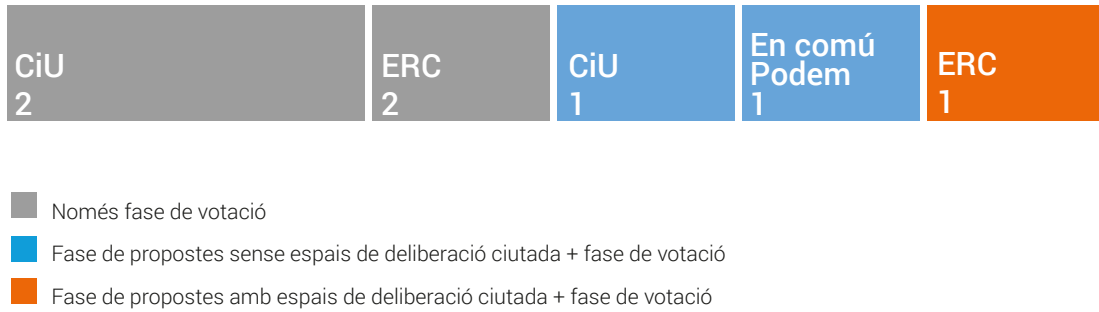 CiU
2
ERC
2
CiU
1
En comú
Podem
1
ERC
1
Només fase de votació
Fase de propostes sense espais de deliberació ciutada + fase de votació
Fase de propostes amb espais de deliberació ciutada + fase de votació